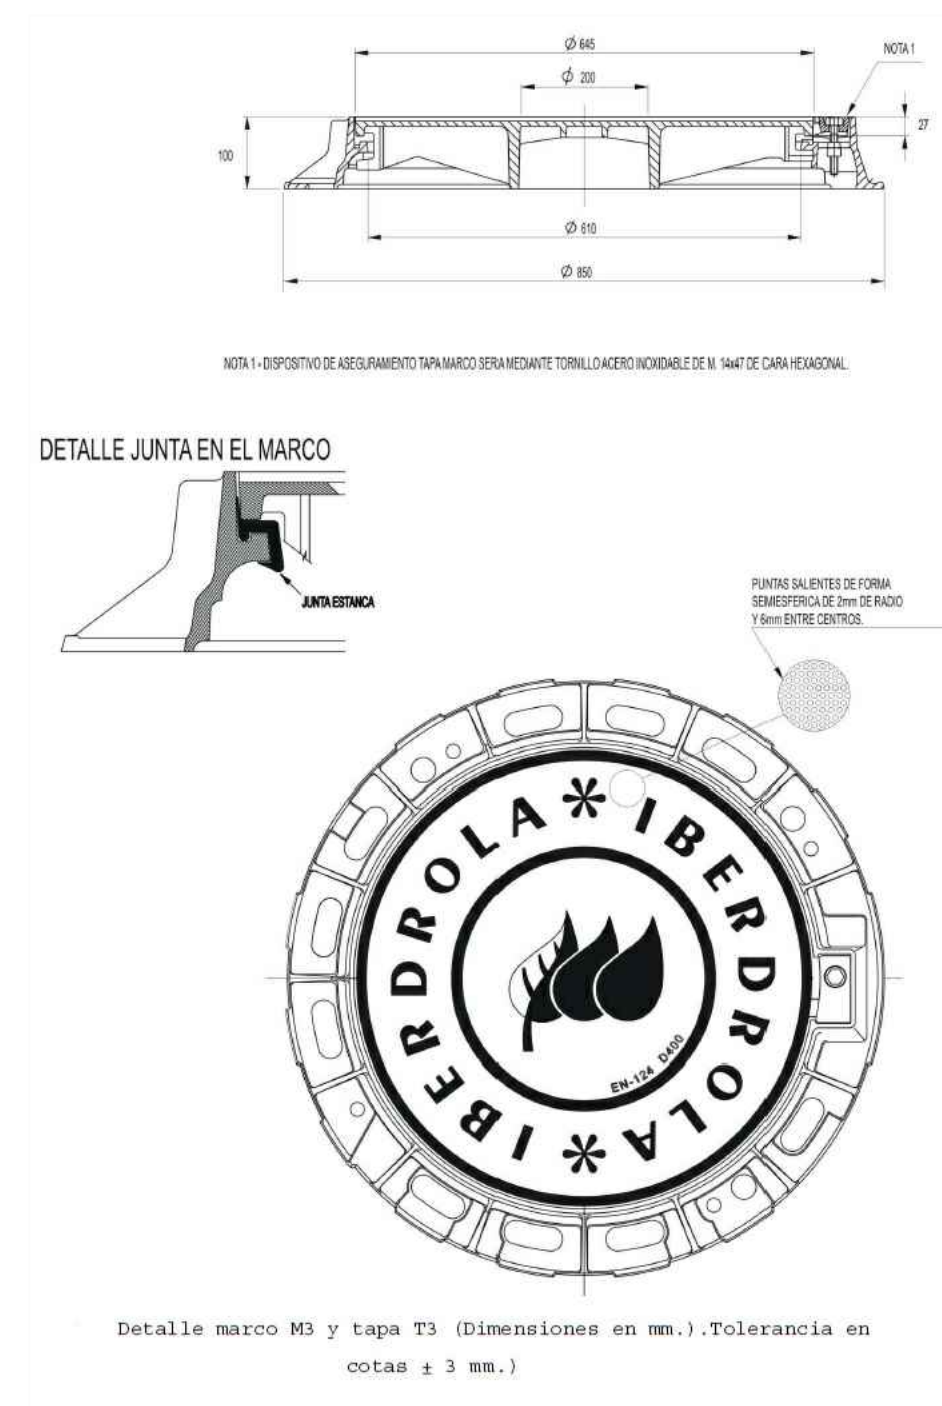 Ø 645
NOTA 1
Ø 200
27
100
Ø 610
Ø 850
NOTA 1 - DISPOSITIVO DE ASEGURAMIENTO TAPA MARCO SERIA MEDIANTE TORNILLO ACERO INOXIDABLE DE M. 14x47 DE CARA HEXAGONAL.
DETALLE JUNTA EN EL MARCO
JUNTA ESTANCA
PUNTAS SALIENTES DE FORMA
SEMIESFERICA DE 2mm DE RADIO
Y 6mm ENTRE CENTROS.
IBERDROLA * IBERDROLA *
EN-124 D400
Detalle marco M3 y tapa T3 (Dimensiones en mm.).Tolerancia en
cotas ± 3 mm.)